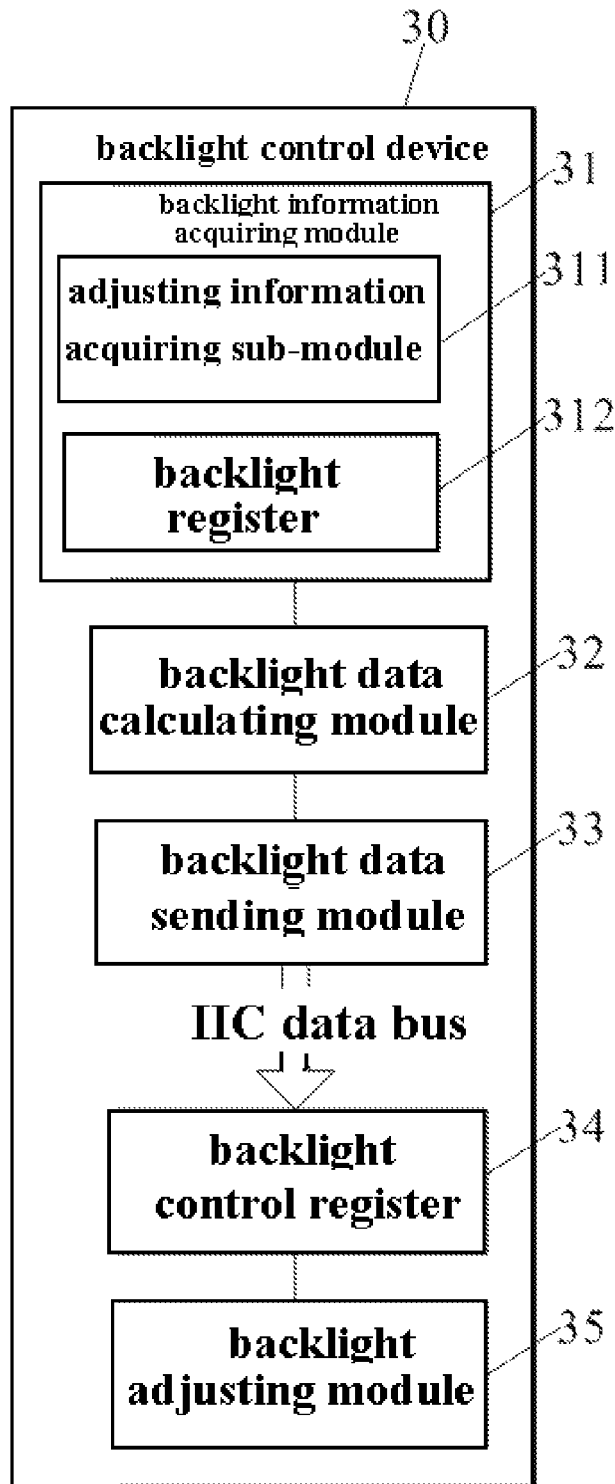 30
backlight control device
31
backlight information
acquiring module
311
adjusting information
acquiring sub-module
312
backlight
register
32
backlight data
calculating module
33
backlight data
sending module
IIC data bus
34
backlight
control register
35
backlight
adjusting module